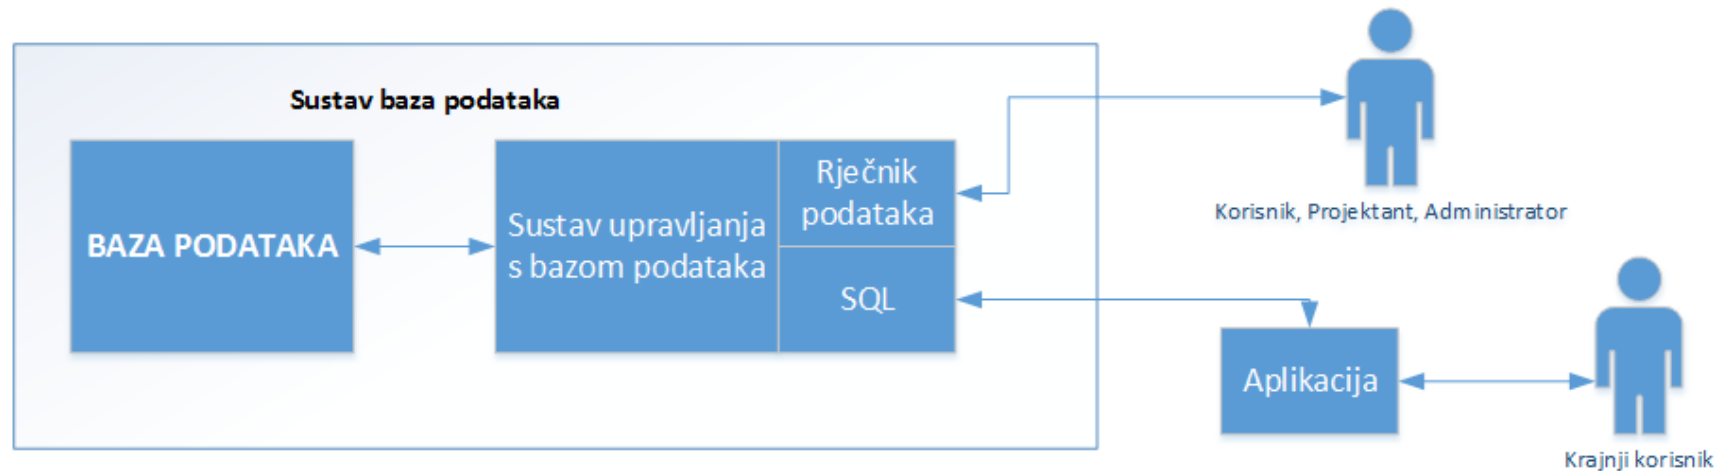 Sustav baza podataka
BAZA PODATAKA
Sustav upravljanja
s bazom podataka
Rječnik
podataka
SQL
Korisnik, Projektant, Administrator
Aplikacija
Krajnji korisnik